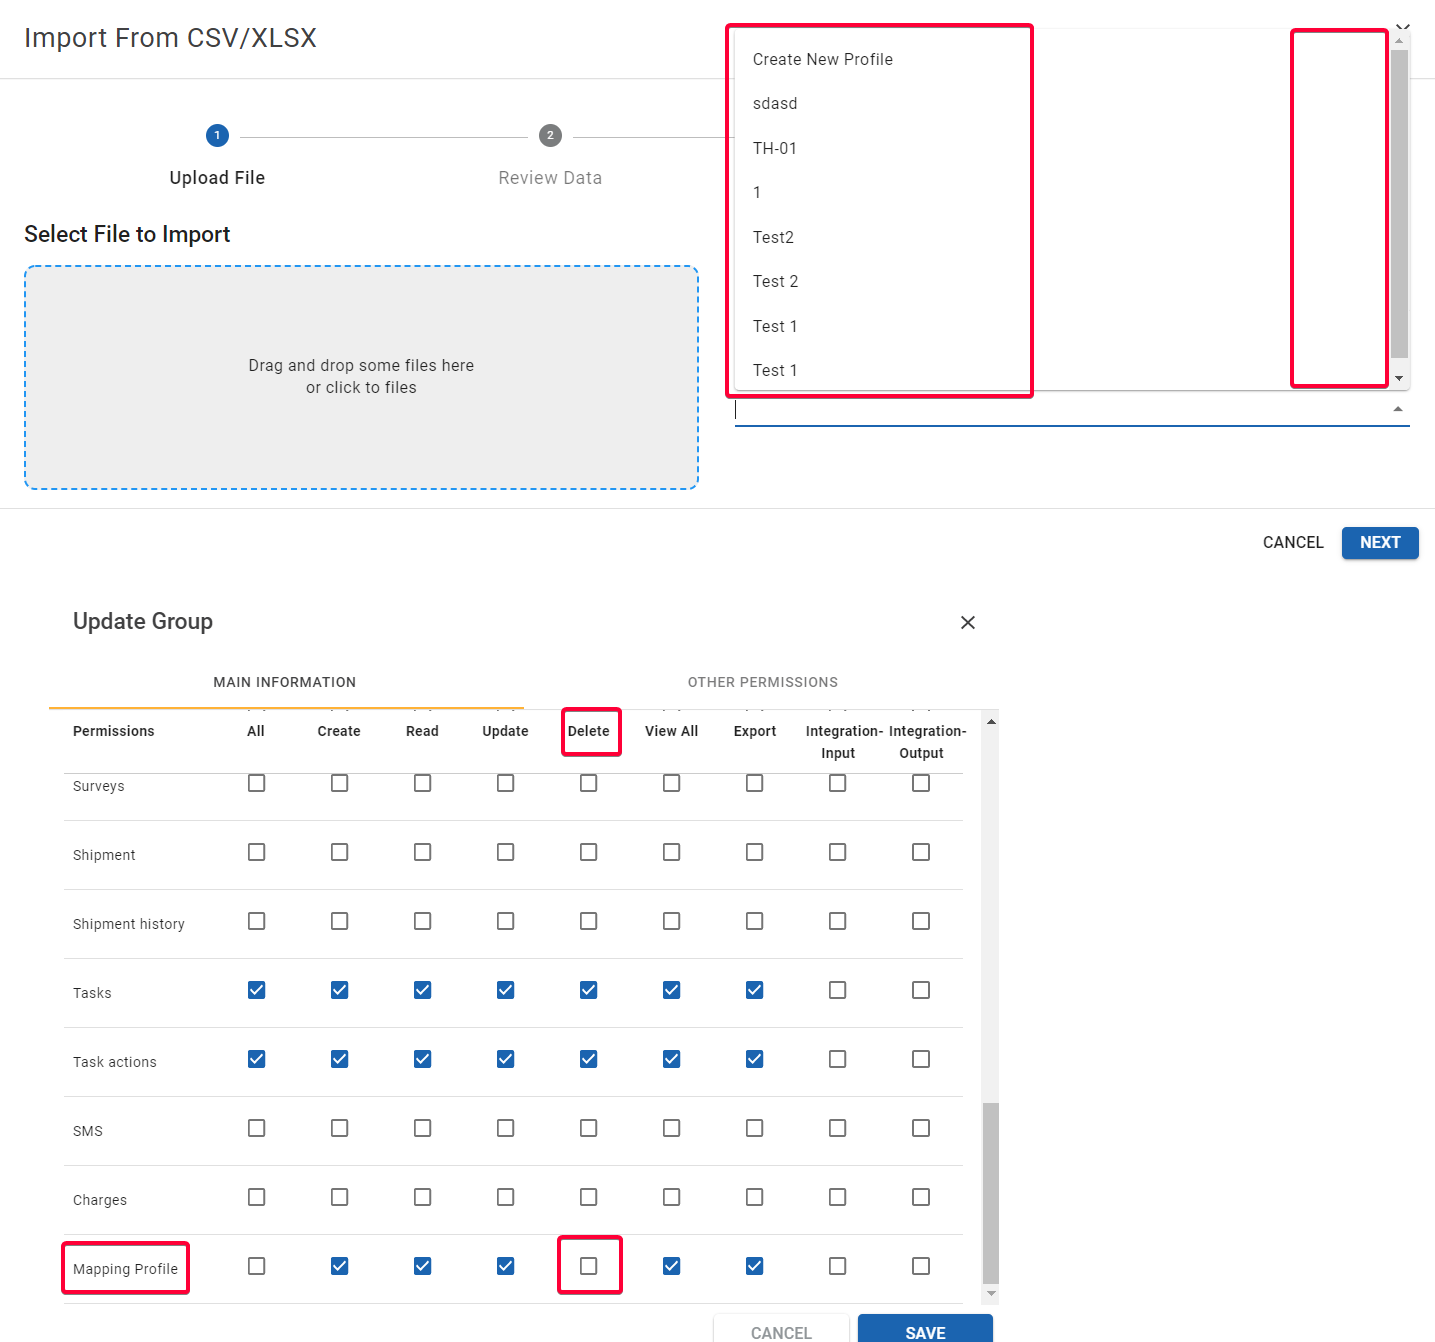 Import From CSV/XLSX
1
2
Upload File
Review Data
Select File to Import
Drag and drop some files here
or click to files
Create New Profile
sdasd
TH-01
1
Test2
Test 2
Test 1
Test 1
CANCEL
NEXT
Update Group
MAIN INFORMATION
OTHER PERMISSIONS
Permissions All Create Read Update Delete View All Export Integration-Input Integration-Output
Surveys
Shipment
Shipment history
Tasks
Task actions
SMS
Charges
Mapping Profile
CANCEL
SAVE